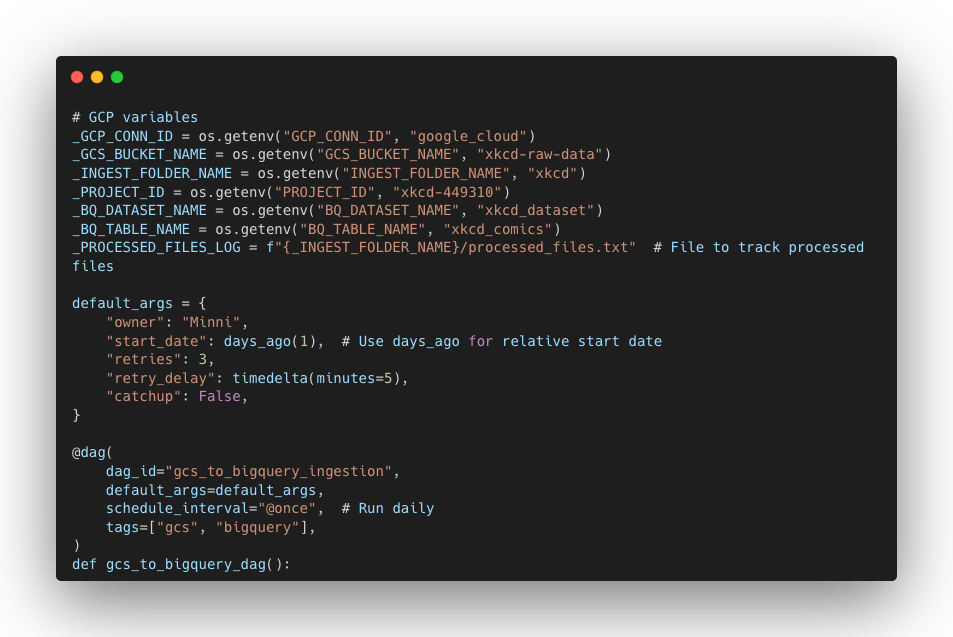 # GCP variables
_GCP_CONN_ID = os.getenv("GCP_CONN_ID", "google_cloud")
_GCS_BUCKET_NAME = os.getenv("GCS_BUCKET_NAME", "xkcd-raw-data")
_INGEST_FOLDER_NAME = os.getenv("INGEST_FOLDER_NAME", "xkcd")
_PROJECT_ID = os.getenv("PROJECT_ID", "xkcd-449310")
_BQ_DATASET_NAME = os.getenv("BQ_DATASET_NAME", "xkcd_dataset")
_BQ_TABLE_NAME = os.getenv("BQ_TABLE_NAME", "xkcd_comics")
_PROCESSED_FILES_LOG = f"{_INGEST_FOLDER_NAME}/processed_files.txt"  # File to track processed
files

default_args = {
    "owner": "Minni",
    "start_date": days_ago(1),  # Use days_ago for relative start date
    "retries": 3,
    "retry_delay": timedelta(minutes=5),
    "catchup": False,
}

@dag(
    dag_id="gcs_to_bigquery_ingestion",
    default_args=default_args,
    schedule_interval="@once",  # Run daily
    tags=["gcs", "bigquery"],
)
def gcs_to_bigquery_dag():